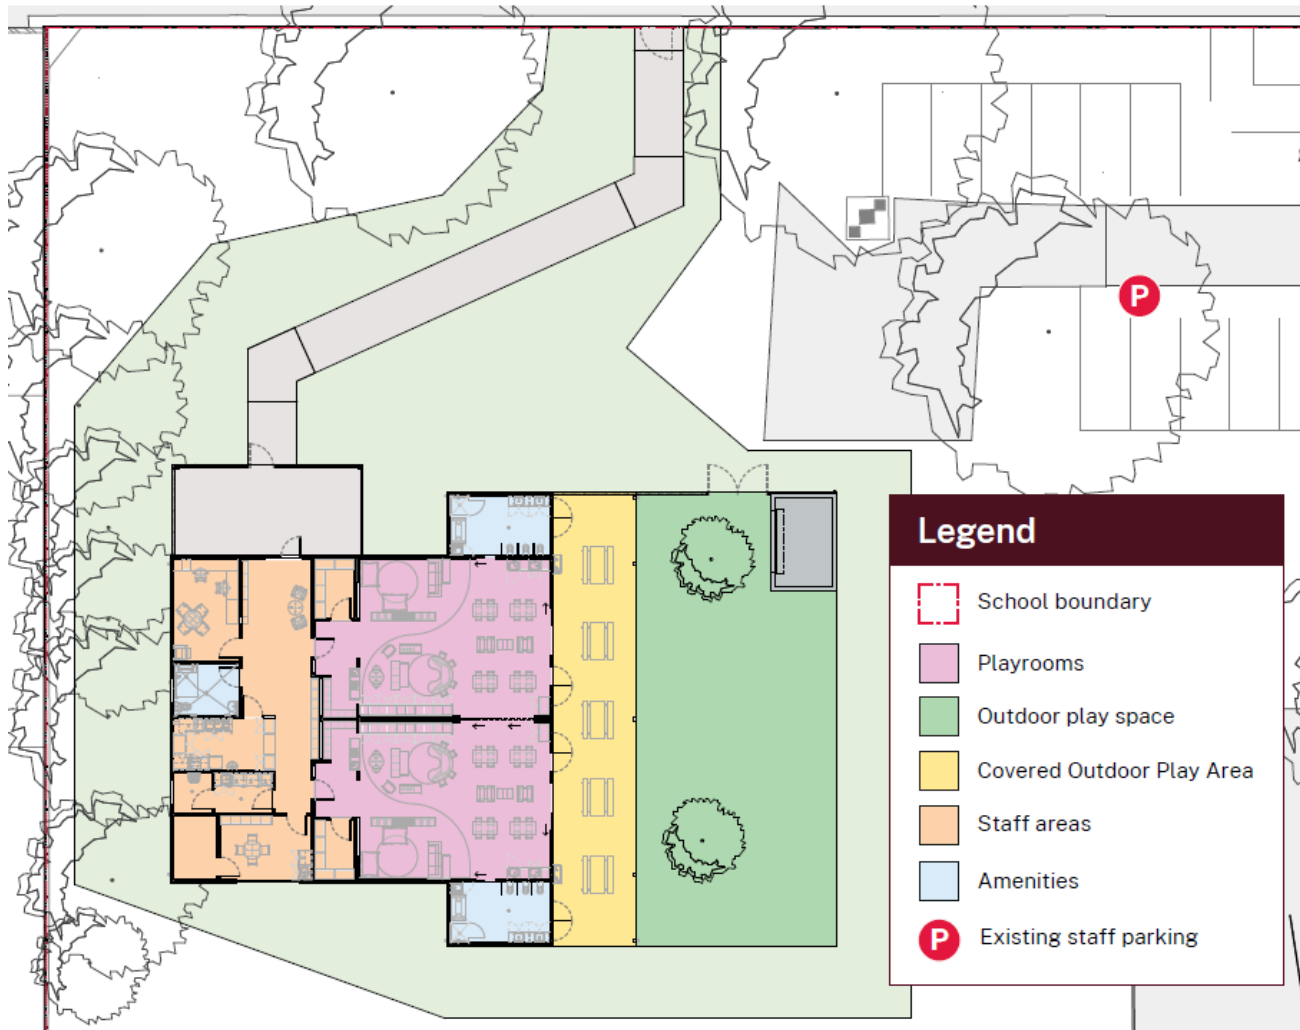 P
Legend
School boundary
Playrooms
Outdoor play space
Covered Outdoor Play Area
Staff areas
Amenities
P Existing staff parking